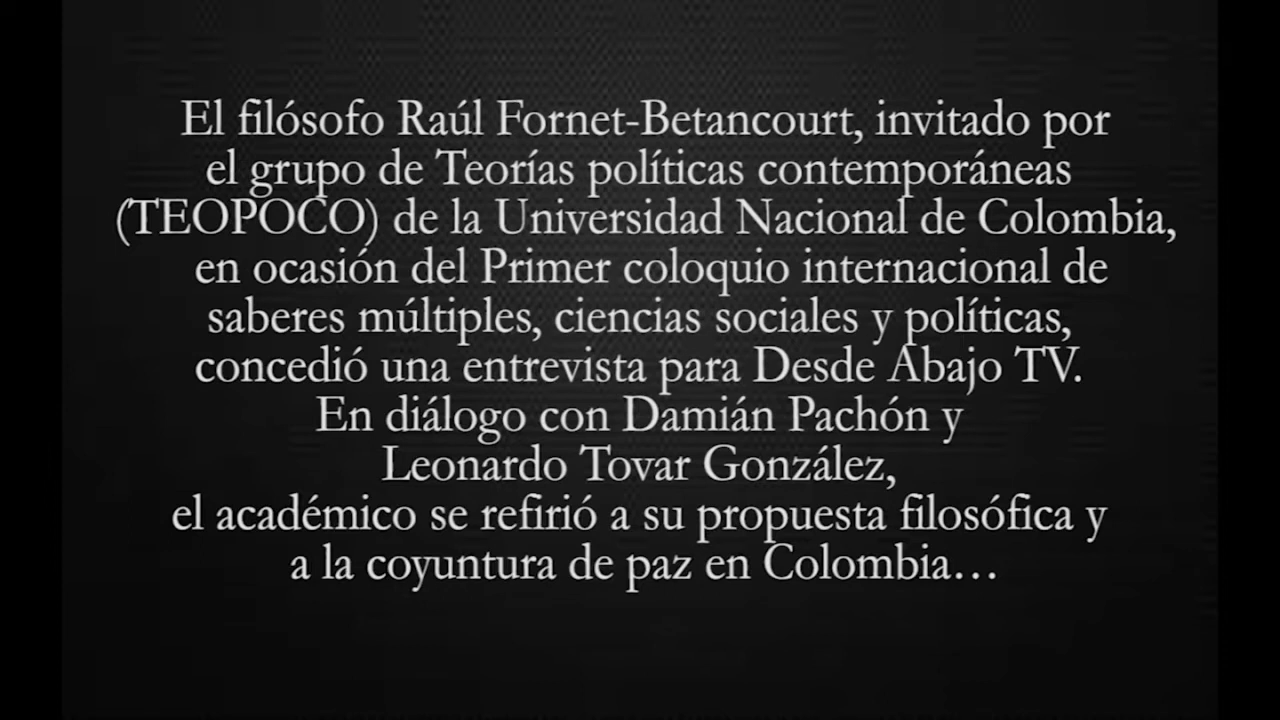 El filósofo Raúl Fornet-Betancourt, invitado por
el grupo de Teorías políticas contemporáneas
(TEOPOCO) de la Universidad Nacional de Colombia,
en ocasión del Primer coloquio internacional de
saberes múltiples, ciencias sociales y políticas,
concedió una entrevista para Desde Abajo TV.
En diálogo con Damián Pachón y
Leonardo Tovar González,
el académico se refirió a su propuesta filosófica y
a la coyuntura de paz en Colombia…